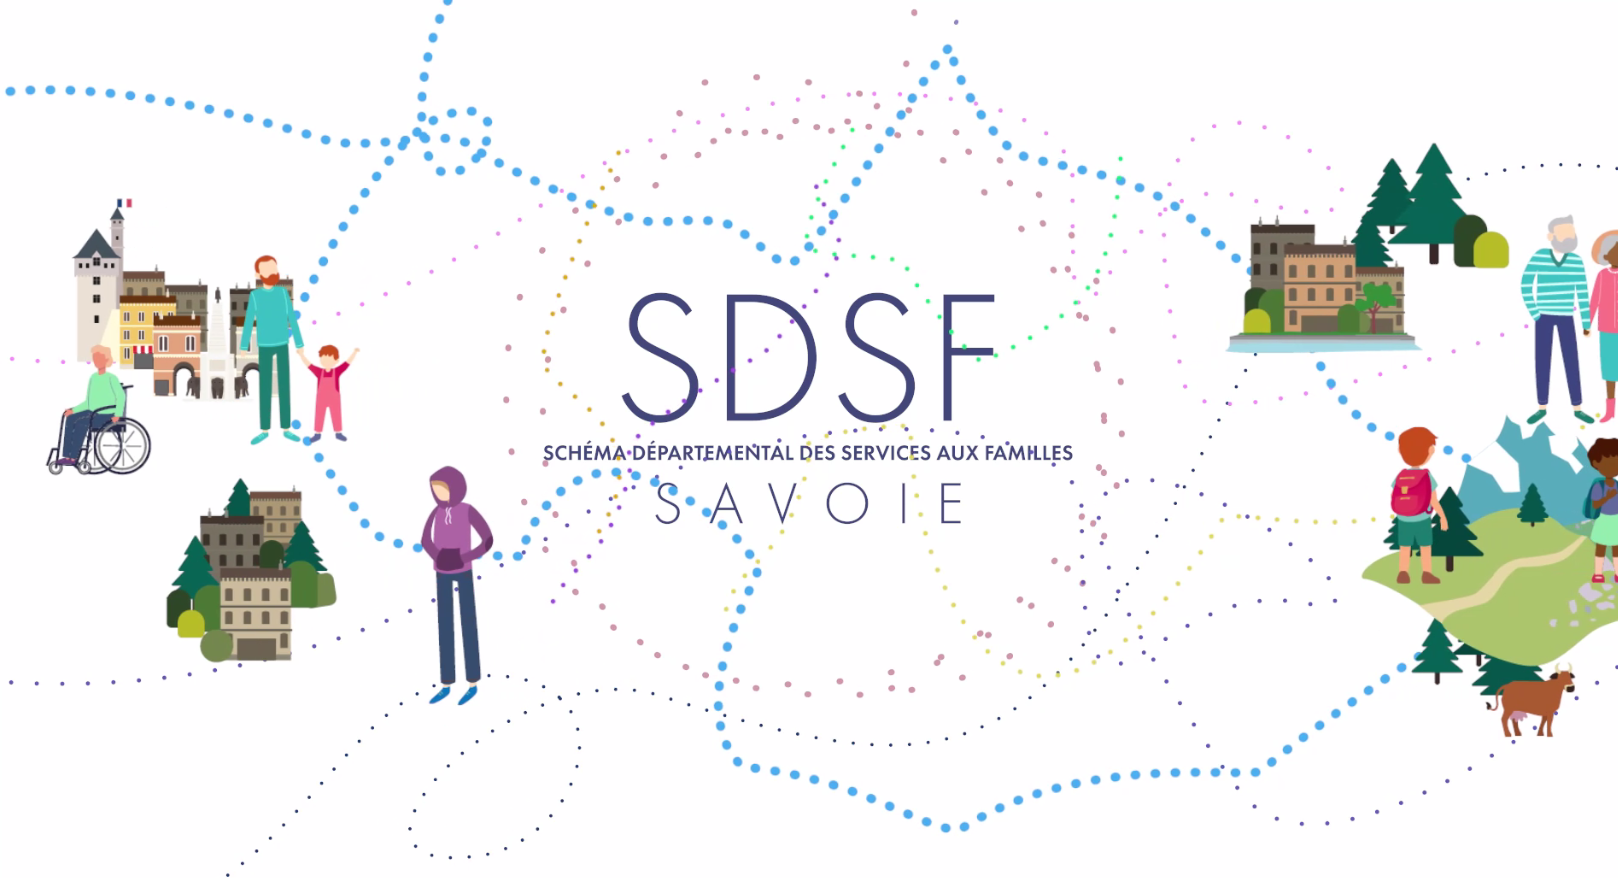 SDSF
SCHÉMA DÉPARTEMENTAL DES SERVICES AUX FAMILLES
SAVOIE